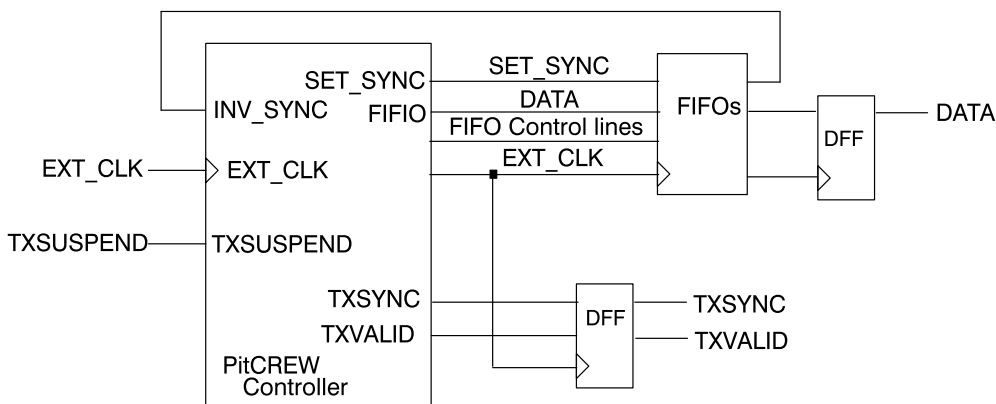 SET_SYNC
SET_SYNC
INV_SYNC
FIFIO
DATA
FIFOs
DATA
FIFO Control lines
DFF
EXT_CLK
EXT_CLK
EXT_CLK
TXSUSPEND
TXSUSPEND
TXSYNC
DFF
TXSYNC
TXVALID
TXVALID
PitCREW
Controller